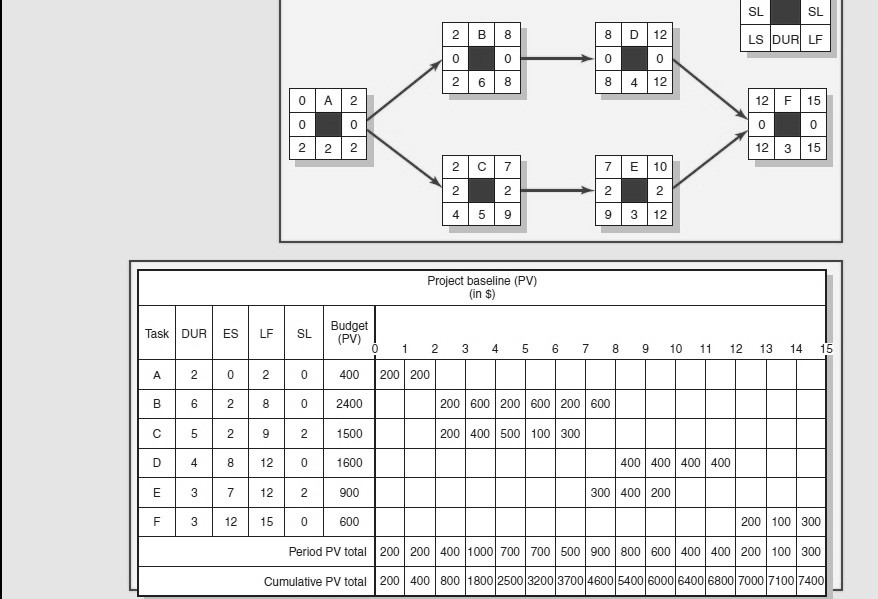 SL SL
LS DUR LF
2 B 8
0 0
2 6 8
8 D 12
0 0
8 4 12
0 A 2
0 0
2 2 2
12 F 15
0 0
12 3 15
2 C 7
2 2
4 5 9
7 E 10
2 2
9 3 12
Project baseline (PV)
(in $)
Task DUR ES LF SL Budget
(PV)
0 1 2 3 4 5 6 7 8 9 10 11 12 13 14 15
A 2 0 2 0 400 200 200
B 6 2 8 0 2400 200 600 200 600 200 600
C 5 2 9 2 1500 200 400 500 100 300
D 4 8 12 0 1600 400 400 400 400
E 3 7 12 2 900 300 400 200
F 3 12 15 0 600 200 100 300
Period PV total 200 200 400 1000 700 700 500 900 800 600 400 400 200 100 300
Cumulative PV total 200 400 800 1800 2500 3200 3700 4600 5400 6000 6400 6800 7000 7100 7400